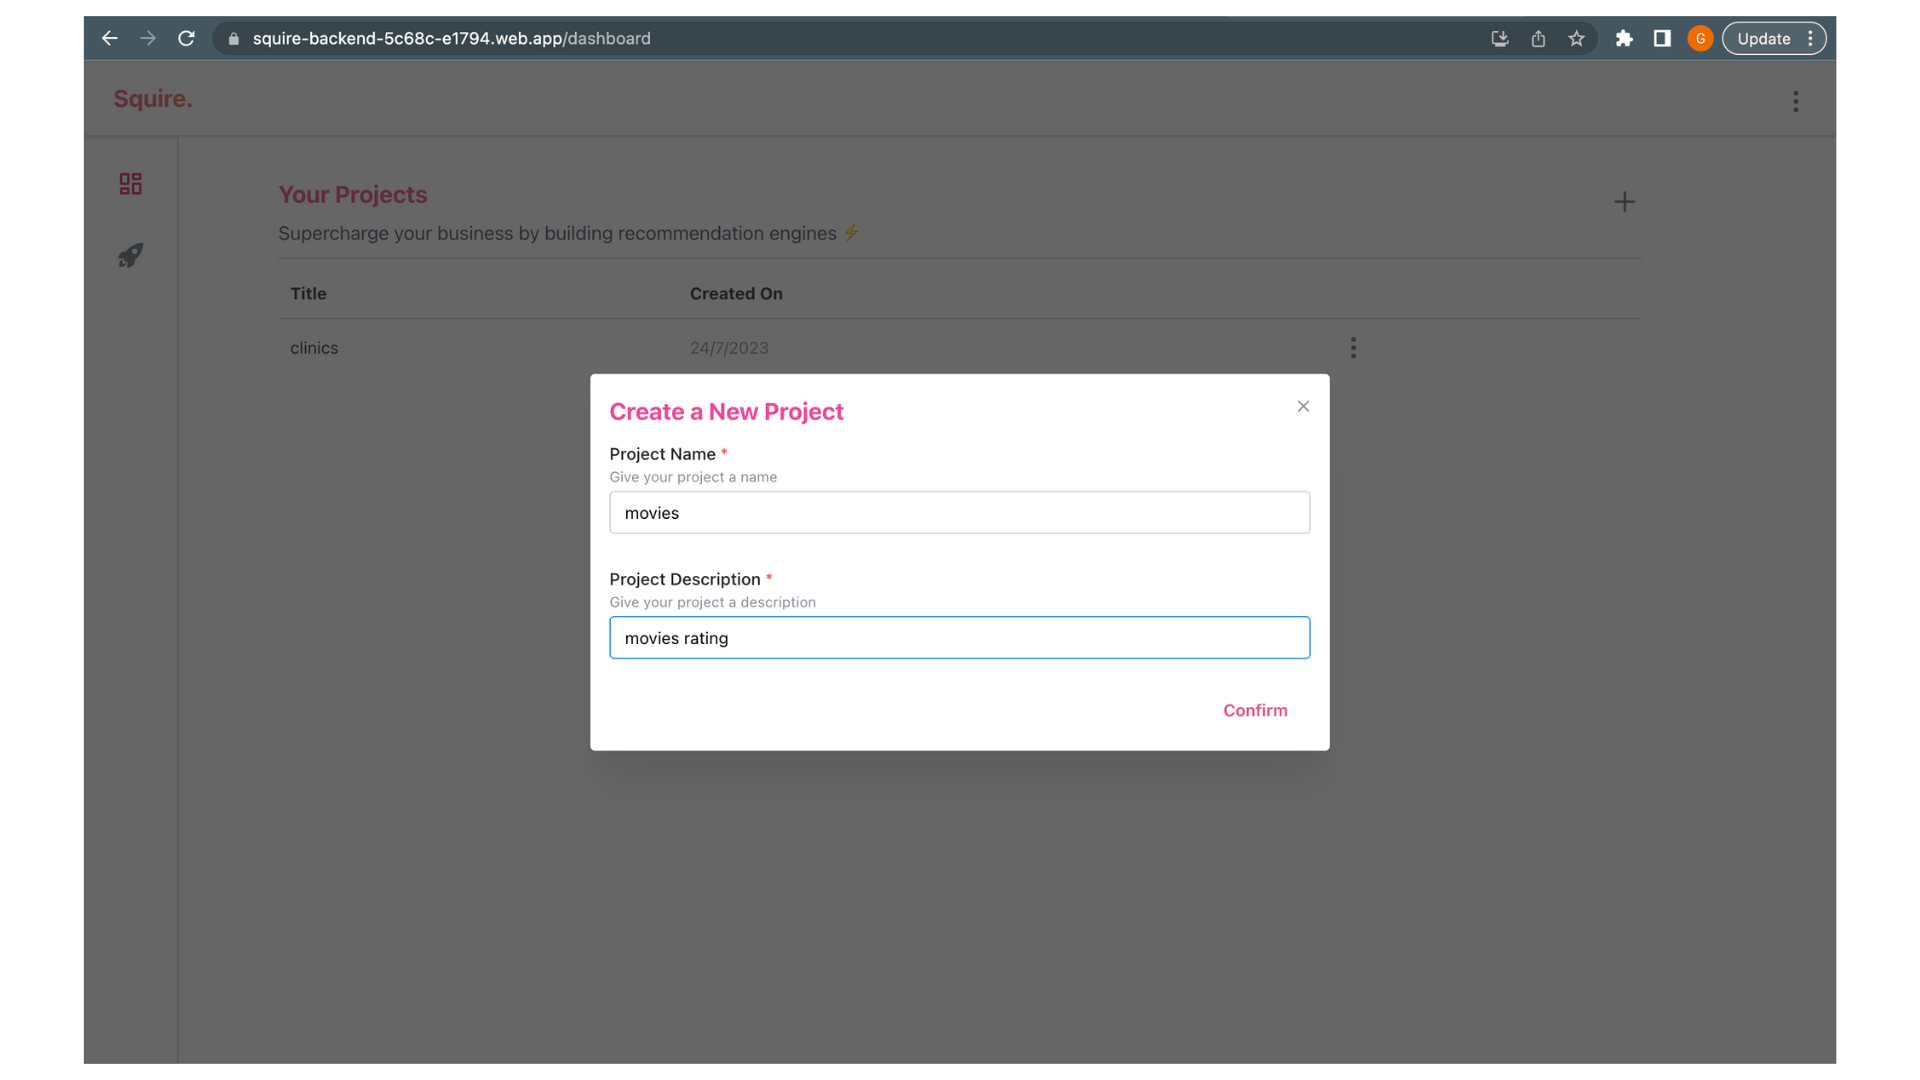 squire-backend-5c68c-e1794.web.app/dashboard
G
Update
Squire.
Your Projects
Supercharge your business by building recommendation engines ⚡
Title Created On
clinics 24/7/2023
Create a New Project
Project Name *
Give your project a name
movies
Project Description *
Give your project a description
movies rating
Confirm